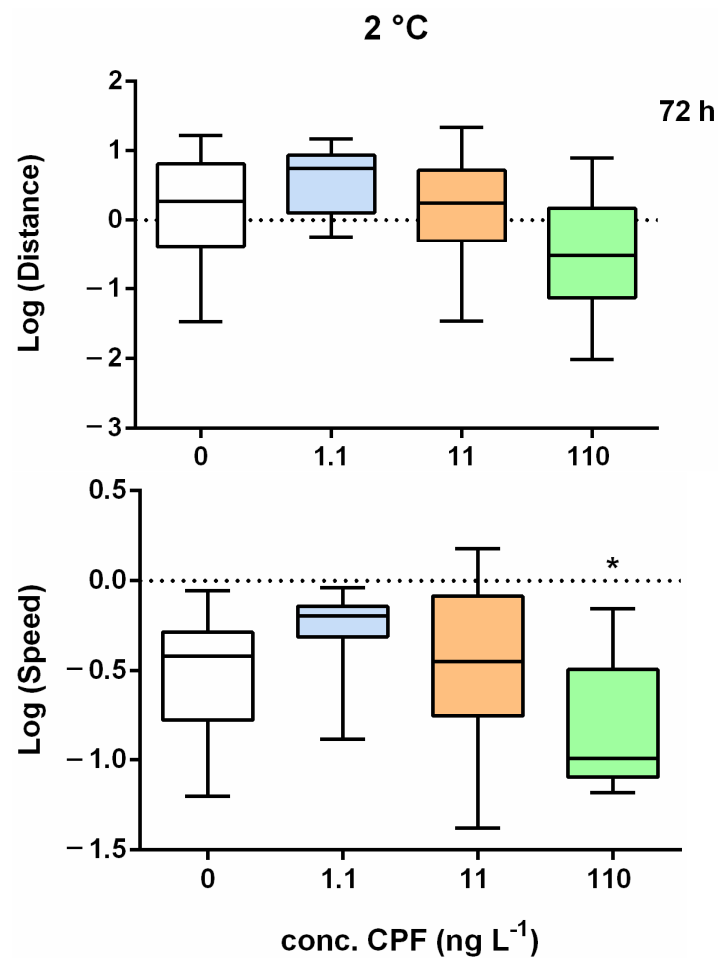 2 °C
72 h
Log (Distance)
2
1
0
−1
−2
−3
0 1.1 11 110
Log (Speed)
0.5
0.0
−0.5
−1.0
−1.5
*
0 1.1 11 110
conc. CPF (ng L⁻¹)